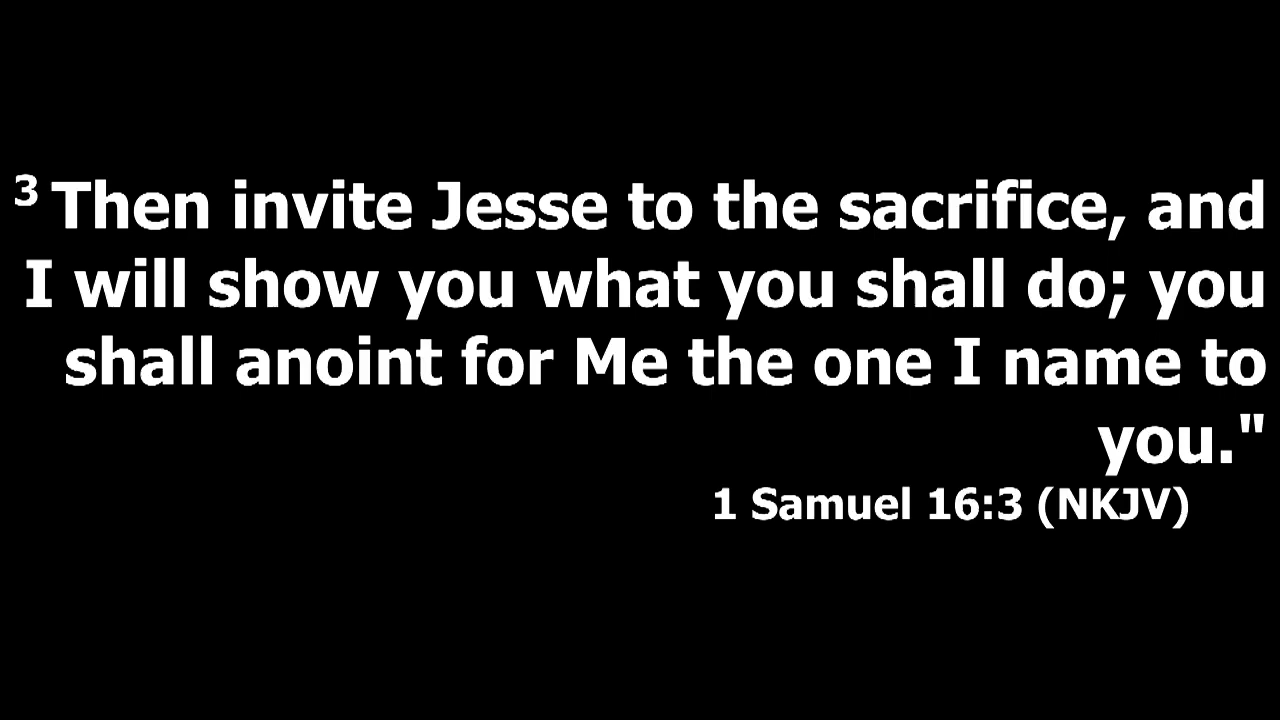 3 Then invite Jesse to the sacrifice, and
I will show you what you shall do; you
shall anoint for Me the one I name to
you."
1 Samuel 16:3 (NKJV)